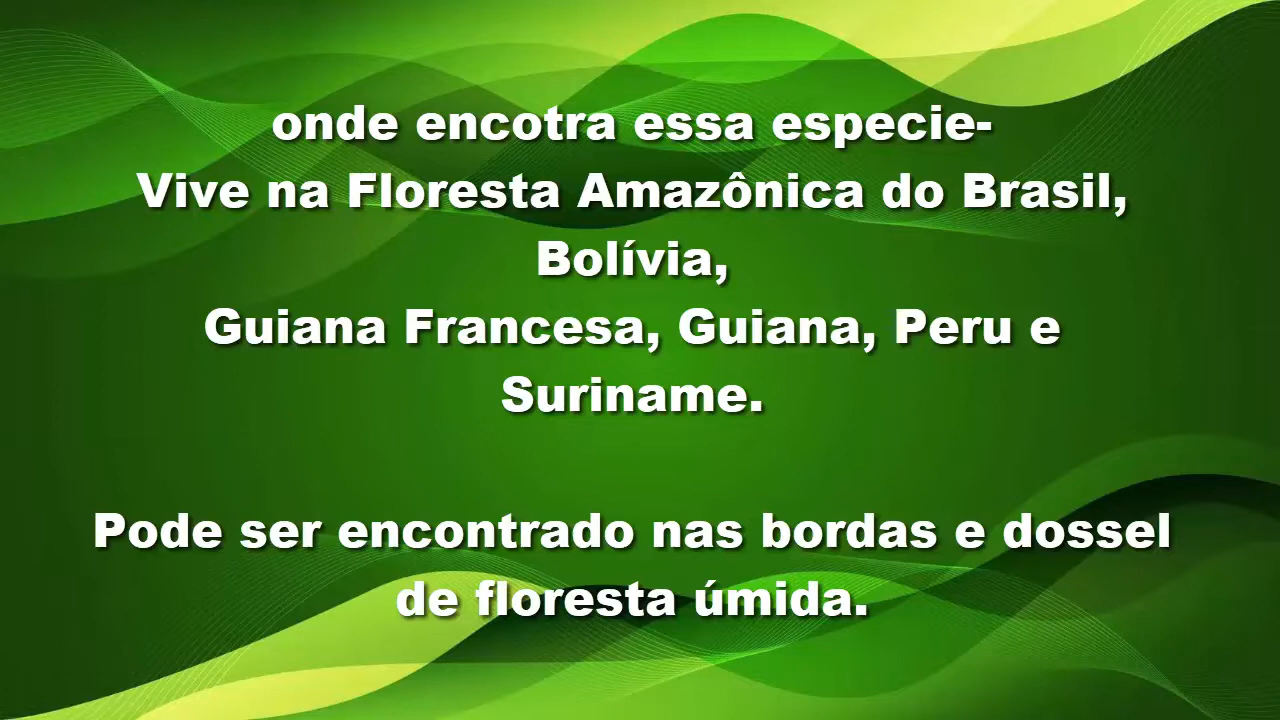 onde encotra essa especie-
Vive na Floresta Amazônica do Brasil,
Bolívia,
Guiana Francesa, Guiana, Peru e
Suriname.
Pode ser encontrado nas bordas e dossel
de floresta úmida.